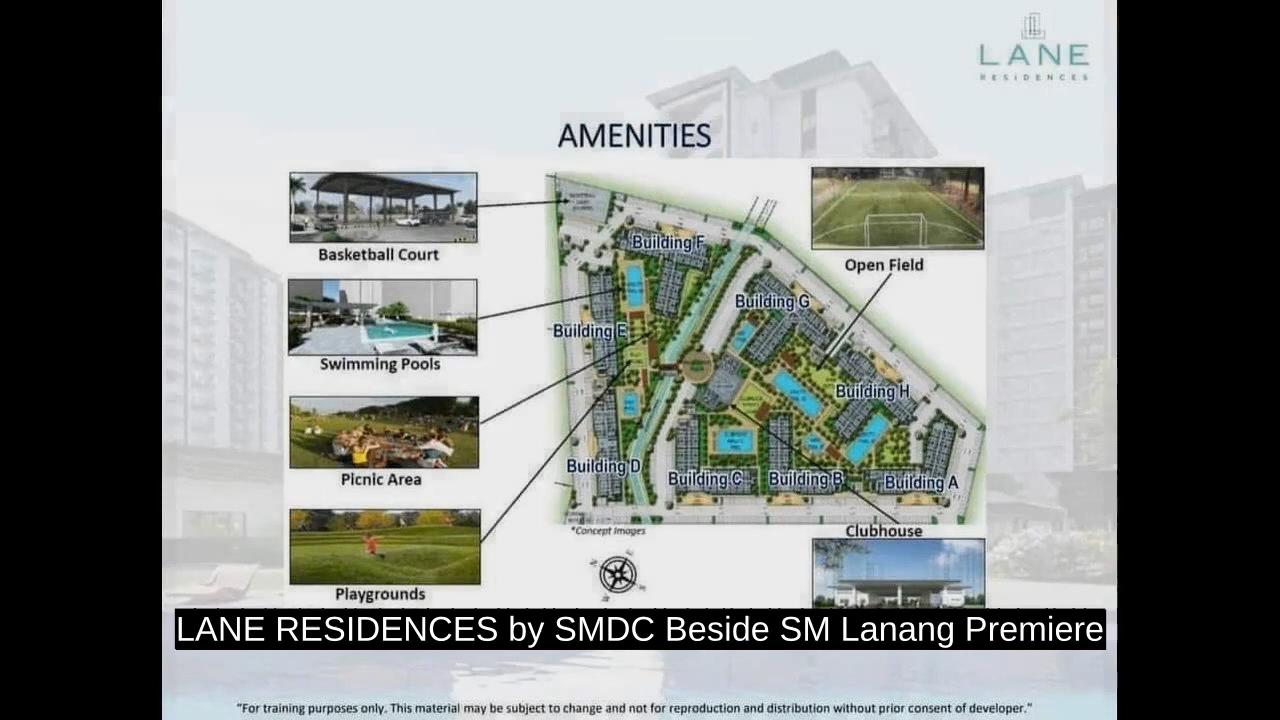 LANE
RESIDENCES
AMENITIES
Basketball Court
Swimming Pools
Picnic Area
Playgrounds
Building F
Building G
Building E
Building H
Building D
Building C
Building B
Building A
Open Field
*Concept Images
Clubhouse
LANE RESIDENCES by SMDC Beside SM Lanang Premiere
"For training purposes only. This material may be subject to change and not for reproduction and distribution without prior consent of developer."